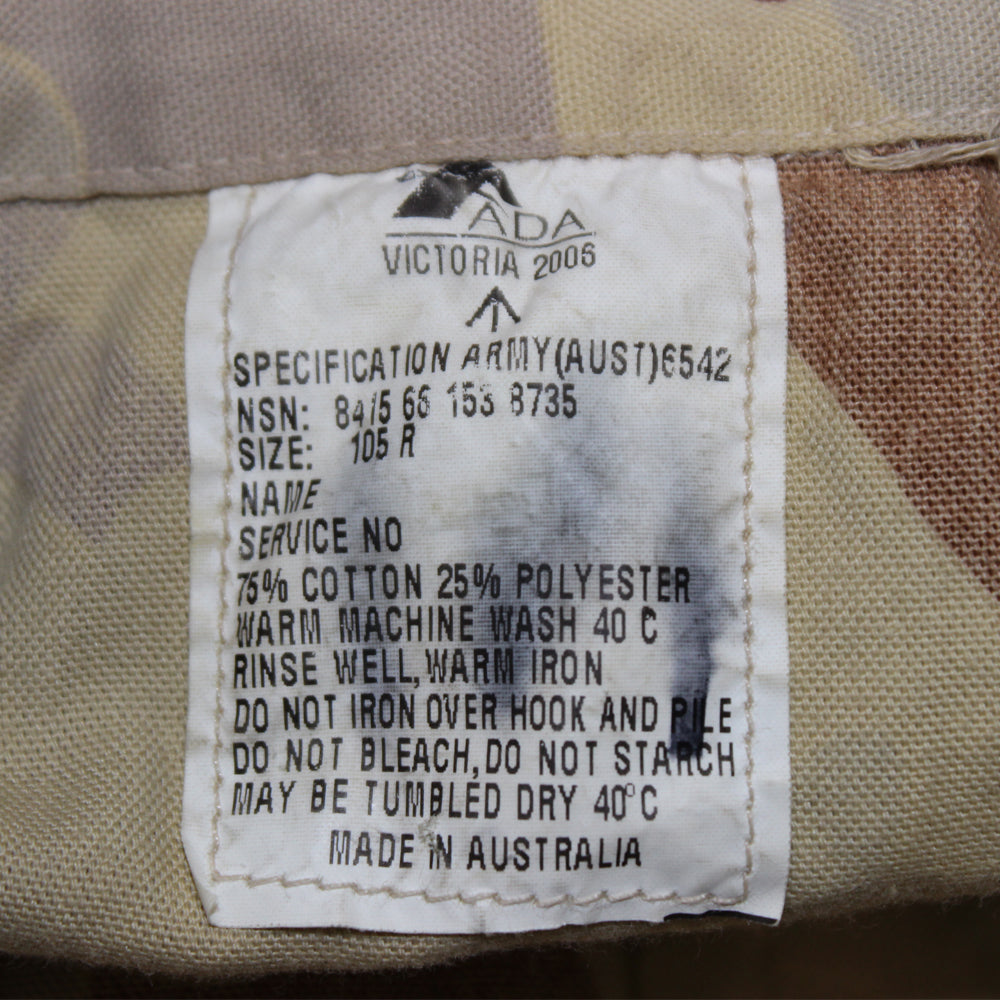 ADA
VICTORIA 2006
SPECIFICATION ARMY(AUST)6542
NSN: 8415 66 153 8735
SIZE: 105 R
NAME
SERVICE NO
75% COTTON 25% POLYESTER
WARM MACHINE WASH 40 C
RINSE WELL,WARM IRON
DO NOT IRON OVER HOOK AND PILE
DO NOT BLEACH,DO NOT STARCH
MAY BE TUMBLED DRY 40°C
MADE IN AUSTRALIA